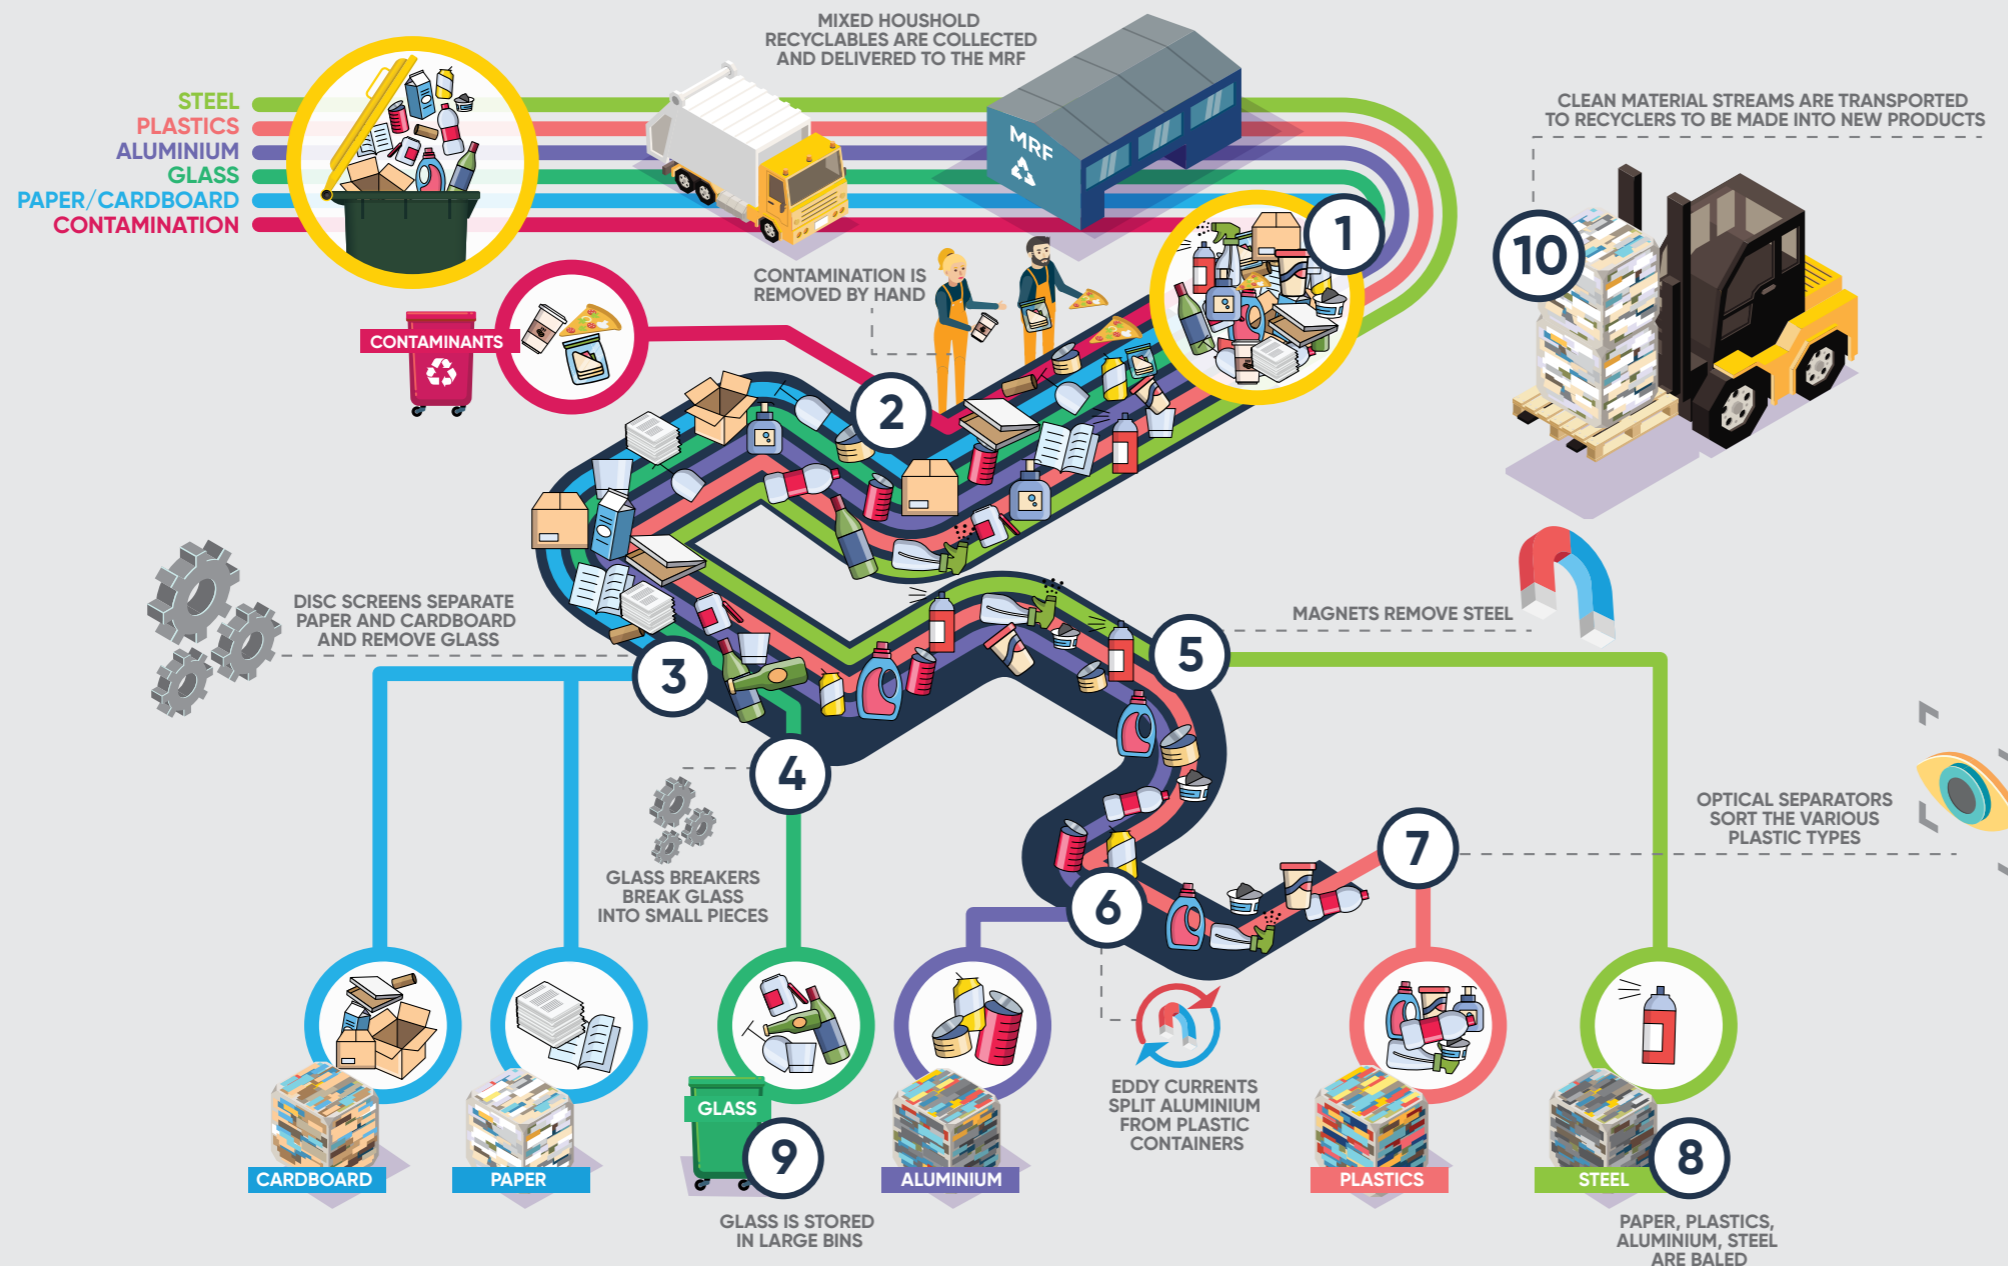 MIXED HOUSHOLD
RECYCLABLES ARE COLLECTED
AND DELIVERED TO THE MRF
STEEL
PLASTICS
ALUMINIUM
GLASS
PAPER/CARDBOARD
CONTAMINATION
MRF
1
CLEAN MATERIAL STREAMS ARE TRANSPORTED
TO RECYCLERS TO BE MADE INTO NEW PRODUCTS
10
CONTAMINATION IS
REMOVED BY HAND
CONTAMINANTS
2
DISC SCREENS SEPARATE
PAPER AND CARDBOARD
AND REMOVE GLASS
3
MAGNETS REMOVE STEEL
5
4
GLASS BREAKERS
BREAK GLASS
INTO SMALL PIECES
OPTICAL SEPARATORS
SORT THE VARIOUS
PLASTIC TYPES
7
6
EDDY CURRENTS
SPLIT ALUMINIUM
FROM PLASTIC
CONTAINERS
CARDBOARD
PAPER
GLASS
9
GLASS IS STORED
IN LARGE BINS
ALUMINIUM
PLASTICS
STEEL
8
PAPER, PLASTICS,
ALUMINIUM, STEEL
ARE BALED